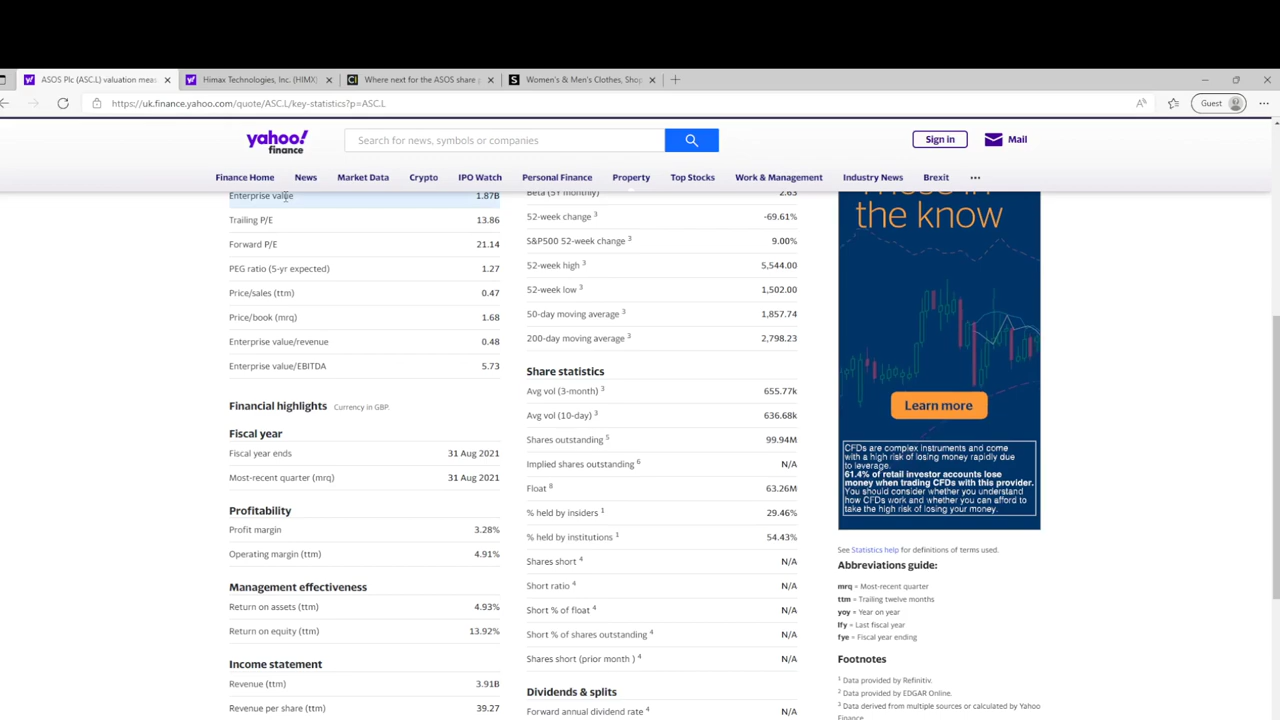 ASOS Plc (ASC.L) valuation mea
Himax Technologies, Inc. (HIMX)
Where next for the ASOS share p
Women's & Men's Clothes, Shop
https://uk.finance.yahoo.com/quote/ASC.L/key-statistics?p=ASC.L
Guest
yahoo!
finance
Search for news, symbols or companies
Sign in
Mail
Finance Home
News
Market Data
Crypto
IPO Watch
Personal Finance
Property
Top Stocks
Work & Management
Industry News
Brexit
Enterprise value 1.87B
Trailing P/E 13.86
Forward P/E 21.14
PEG ratio (5-yr expected) 1.27
Price/sales (ttm) 0.47
Price/book (mrq) 1.68
Enterprise value/revenue 0.48
Enterprise value/EBITDA 5.73
Financial highlights Currency in GBP.
Fiscal year
Fiscal year ends 31 Aug 2021
Most-recent quarter (mrq) 31 Aug 2021
Profitability
Profit margin 3.28%
Operating margin (ttm) 4.91%
Management effectiveness
Return on assets (ttm) 4.93%
Return on equity (ttm) 13.92%
Income statement
Revenue (ttm) 3.91B
Revenue per share (ttm) 39.27
Beta (5Y monthly) 2.63
52-week change 3 -69.61%
S&P500 52-week change 3 9.00%
52-week high 3 5,544.00
52-week low 3 1,502.00
50-day moving average 3 1,857.74
200-day moving average 3 2,798.23
Share statistics
Avg vol (3-month) 3 655.77k
Avg vol (10-day) 3 636.68k
Shares outstanding 5 99.94M
Implied shares outstanding 6 N/A
Float 8 63.26M
% held by insiders 1 29.46%
% held by institutions 1 54.43%
Shares short 4 N/A
Short ratio 4 N/A
Short % of float 4 N/A
Short % of shares outstanding 4 N/A
Shares short (prior month ) 4 N/A
Dividends & splits
Forward annual dividend rate 4 N/A
the know
Learn more
CFDs are complex instruments and come
with a high risk of losing money rapidly due
to leverage.
61.4% of retail investor accounts lose
money when trading CFDs with this provider.
You should consider whether you understand
how CFDs work and whether you can afford to
take the high risk of losing your money.
See Statistics help for definitions of terms used.
Abbreviations guide:
mrq = Most-recent quarter
ttm = Trailing twelve months
yoy = Year on year
lfy = Last fiscal year
fye = Fiscal year ending
Footnotes
1 Data provided by Refinitiv.
2 Data provided by EDGAR Online.
3 Data derived from multiple sources or calculated by Yahoo
Finance.